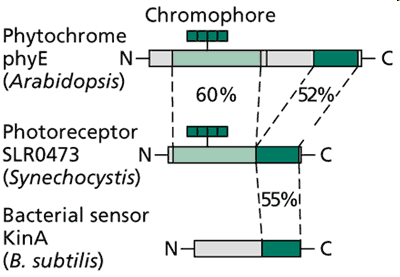 Chromophore
Phytochrome
phyE
(Arabidopsis)
N
C
60%
52%
Photoreceptor
SLR0473
(Synechocystis)
N
C
55%
Bacterial sensor
KinA
(B. subtilis)
N
C